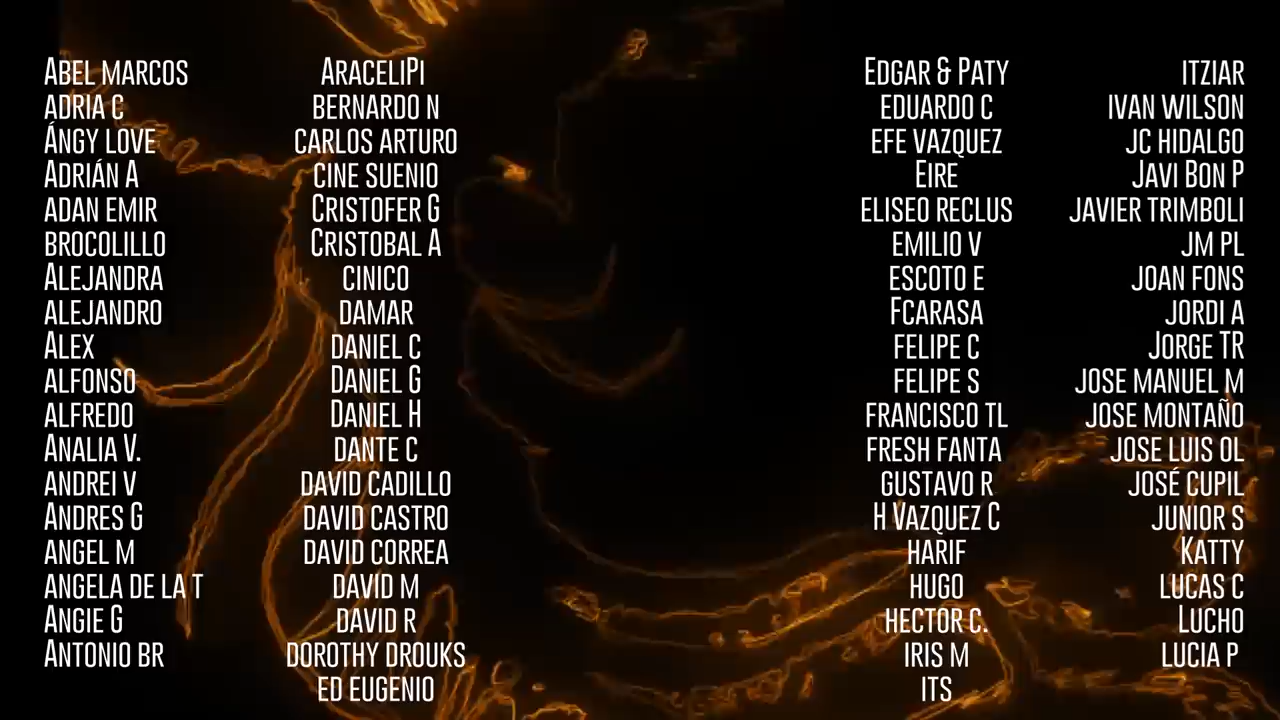 Abel marcos
adria c
Ángy love
Adrián A
adan emir
brocolillo
Alejandra
alejandro
Alex
alfonso
alfredo
Analia V.
andrei v
Andres G
angel m
angela de la t
Angie G
Antonio br
AraceliPi
bernardo n
carlos arturo
cine suenio
Cristofer G
Cristobal A
cinico
damar
daniel c
daniel G
Daniel H
dante c
david cadillo
david castro
david correa
david m
david r
dorothy drouks
ed eugenio
Edgar & Paty
eduardo c
efe vazquez
Eire
eliseo reclus
emilio v
escoto e
Fcarasa
felipe c
felipe s
francisco tl
fresh fanta
gustavo r
H Vazquez C
harif
hugo
hector c.
iris m
its
itziar
ivan wilson
jc hidalgo
Javi Bon P
javier trimboli
jm pl
joan fons
jordi a
Jorge TR
jose manuel m
jose montaño
jose luis ol
josé cupil
junior s
Katty
lucas c
Lucho
lucia p